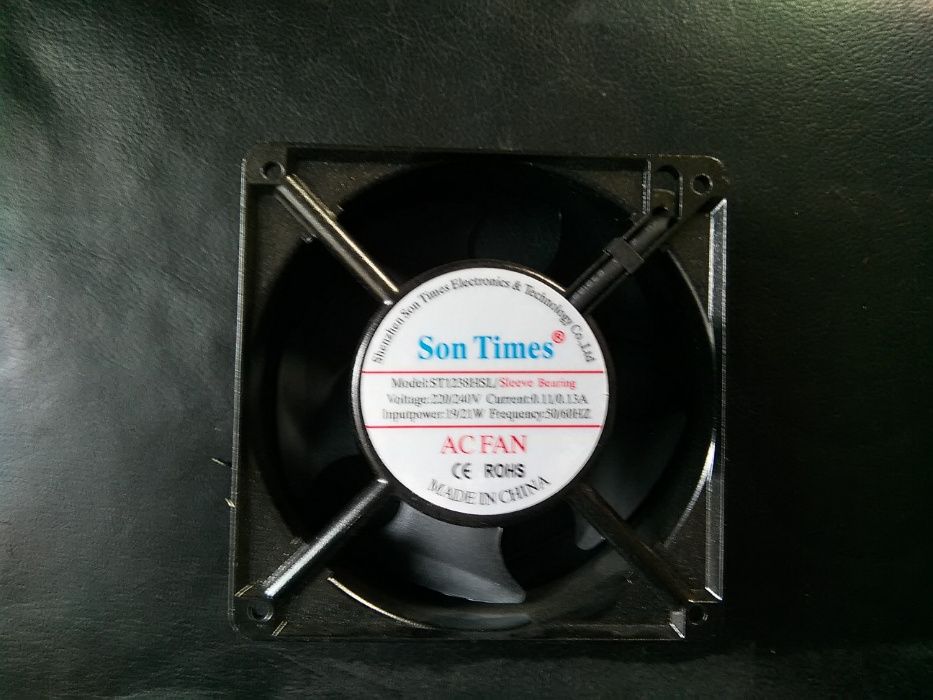 Shenzhen Son Times Electronics & Technology Co.,Ltd
Son Times®
Model:ST1238HSL/Sleeve Bearing
Voltage:220/240V Current:0.11/0.13A
Inputpower:19/21W Frequency:50/60HZ
AC FAN
CE ROHS
MADE IN CHINA